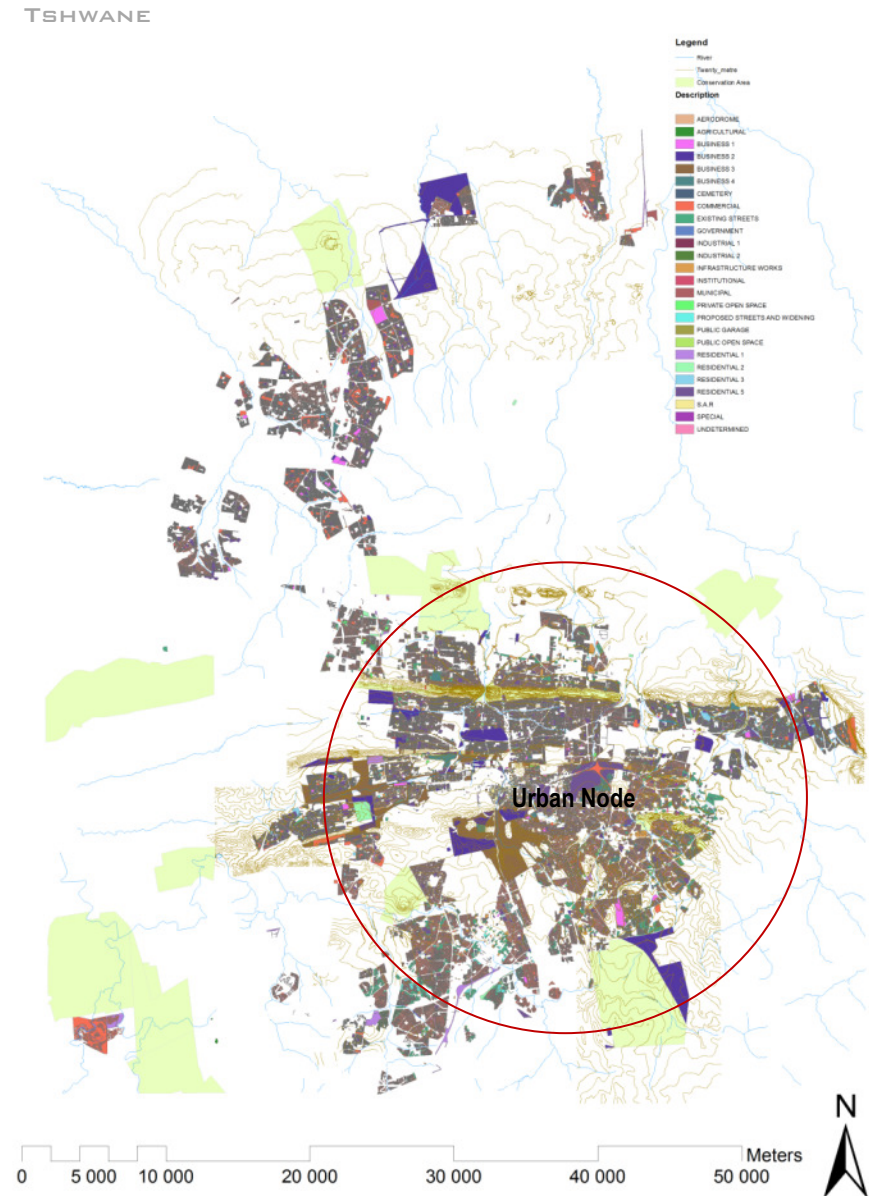 TSHWANE
Legend
River
Twenty_metre
Conservation Area
Description
AERODROME
AGRICULTURAL
BUSINESS 1
BUSINESS 2
BUSINESS 3
BUSINESS 4
CEMETERY
COMMERCIAL
EXISTING STREETS
GOVERNMENT
INDUSTRIAL 1
INDUSTRIAL 2
INFRASTRUCTURE WORKS
INSTITUTIONAL
MUNICIPAL
PRIVATE OPEN SPACE
PROPOSED STREETS AND WIDENING
PUBLIC GARAGE
PUBLIC OPEN SPACE
RESIDENTIAL 1
RESIDENTIAL 2
RESIDENTIAL 3
RESIDENTIAL 5
S.A.R
SPECIAL
UNDETERMINED
Urban Node
N
Meters
0 5 000 10 000 20 000 30 000 40 000 50 000